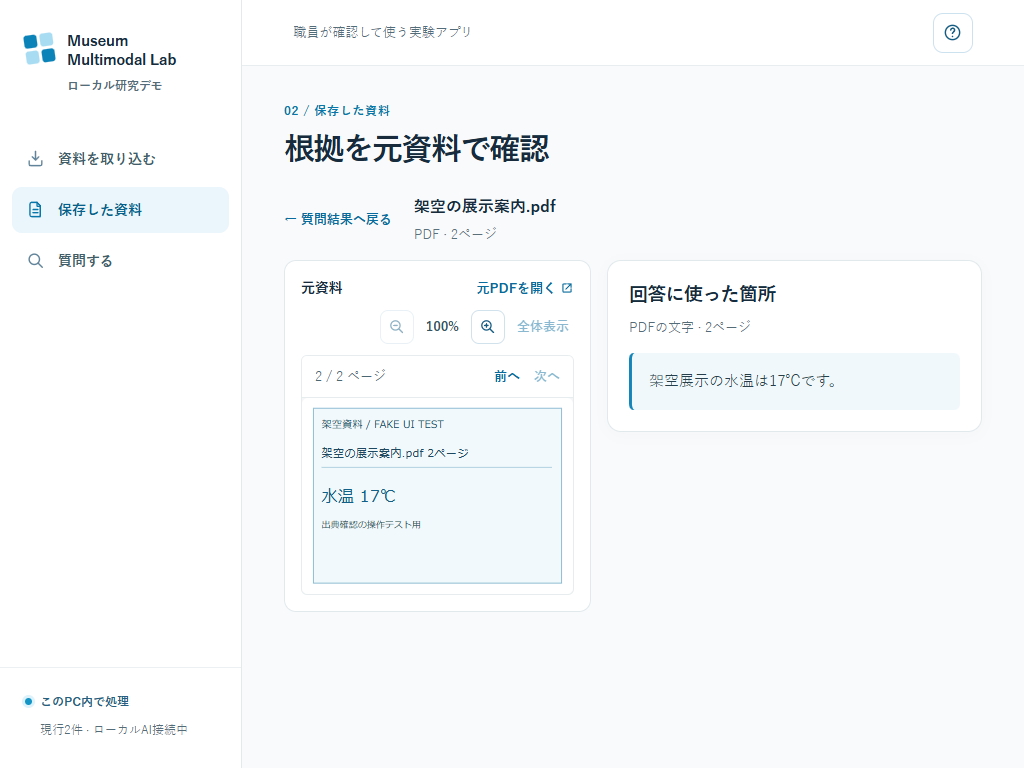 Museum
Multimodal Lab
ローカル研究デモ
資料を取り込む
保存した資料
質問する
このPC内で処理
現行2件 · ローカルAI接続中
職員が確認して使う実験アプリ
02 / 保存した資料
根拠を元資料で確認
← 質問結果へ戻る
架空の展示案内.pdf
PDF · 2ページ
元資料
元PDFを開く
100%
全体表示
2 / 2 ページ
前へ
次へ
架空資料 / FAKE UI TEST
架空の展示案内.pdf 2ページ
水温 17℃
出典確認の操作テスト用
回答に使った箇所
PDFの文字 · 2ページ
架空展示の水温は17℃です。